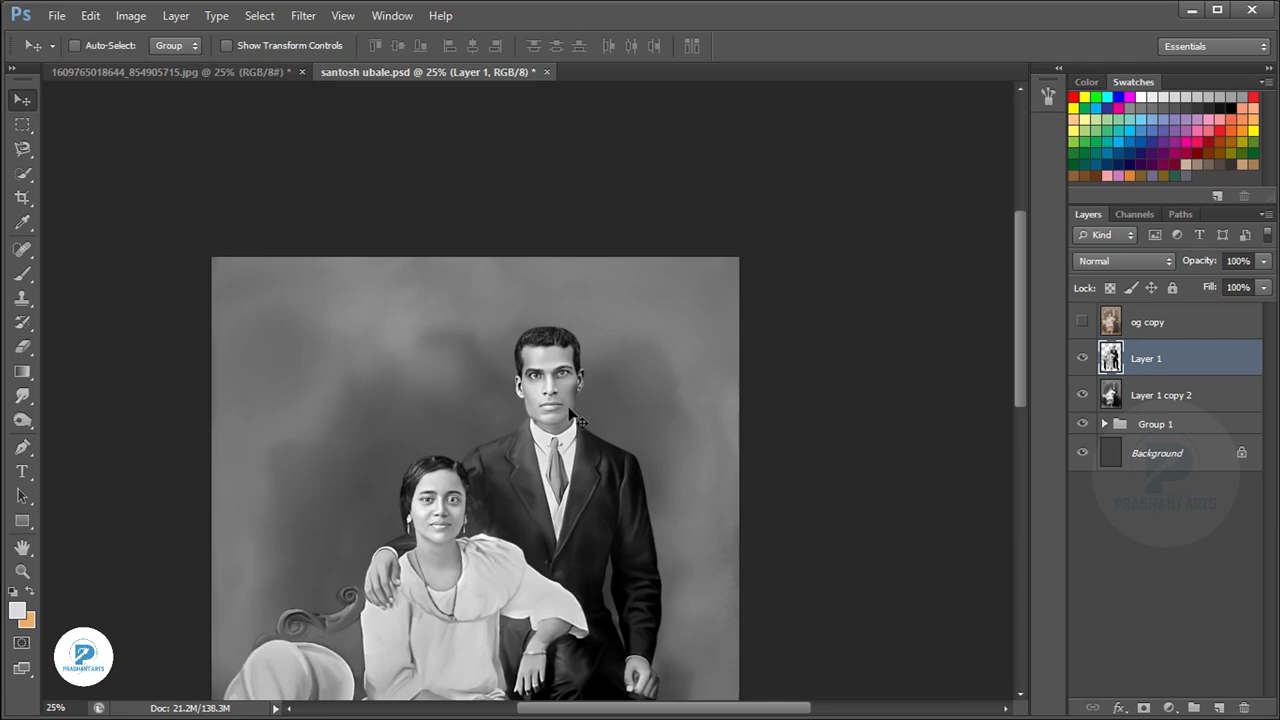 Ps File Edit Image Layer Type Select Filter View Window Help
Auto-Select: Group Show Transform Controls Essentials
1609765018644_854905715.jpg @ 25% (RGB/8#) * × santosh ubale.psd @ 25% (Layer 1, RGB/8) * ×
Color Swatches
Layers Channels Paths
Kind
Normal Opacity: 100%
Lock: Fill: 100%
og copy
Layer 1
Layer 1 copy 2
Group 1
Background
PRASHANT ARTS
PRASHANT ARTS
25% Doc: 21.2M/138.3M